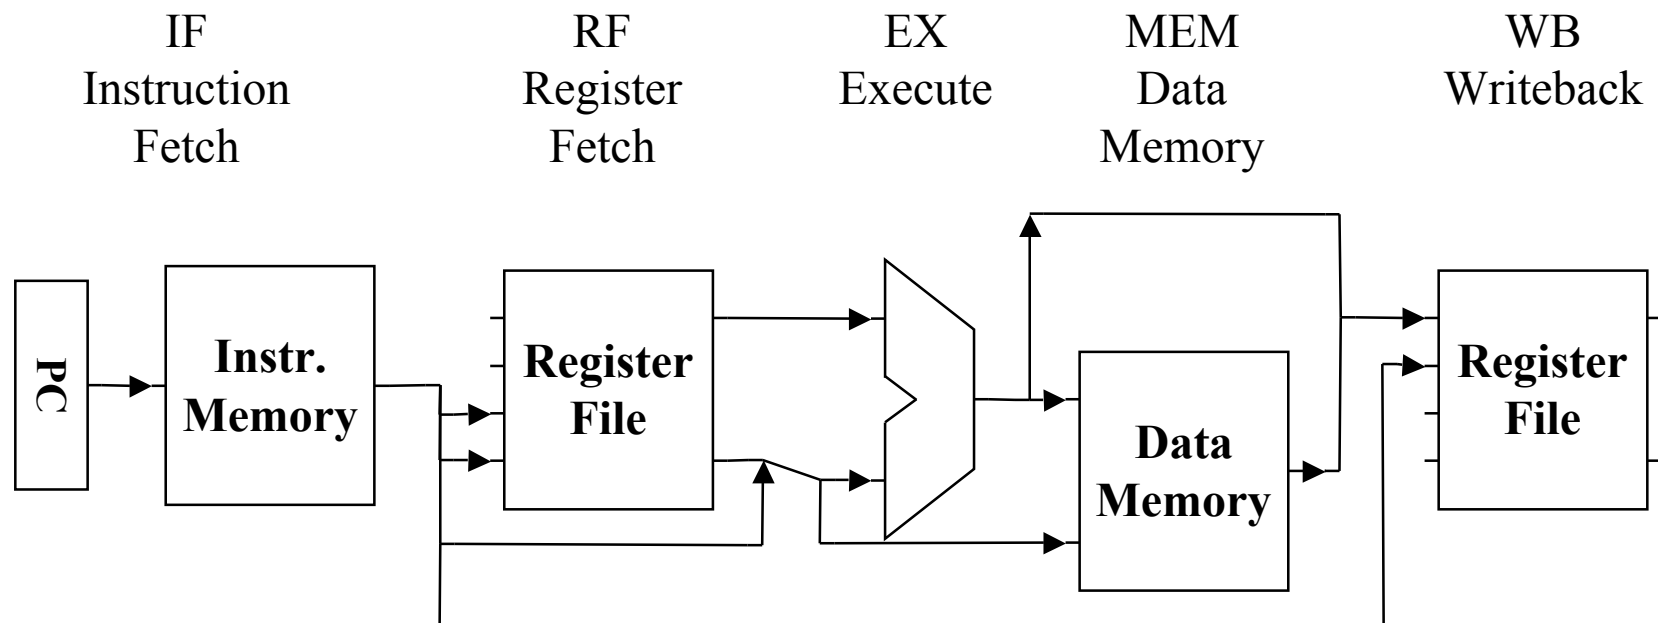 IF
Instruction
Fetch
RF
Register
Fetch
EX
Execute
MEM
Data
Memory
WB
Writeback
PC
Instr.
Memory
Register
File
Data
Memory
Register
File